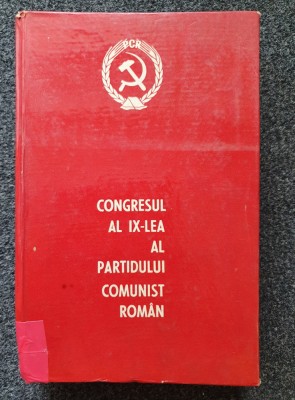 PCR
CONGRESUL
AL IX-LEA
AL
PARTIDULUI
COMUNIST
ROMÂN